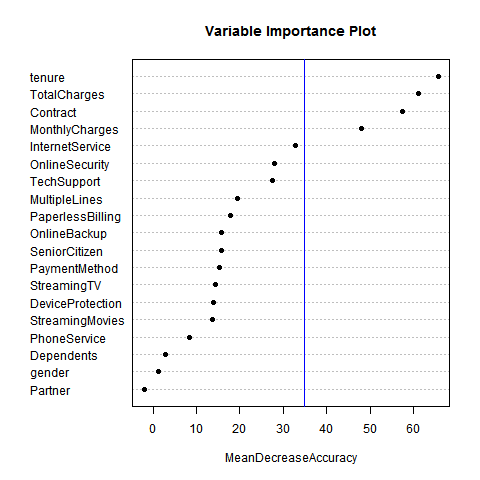 Variable Importance Plot
tenure
TotalCharges
Contract
MonthlyCharges
InternetService
OnlineSecurity
TechSupport
MultipleLines
PaperlessBilling
OnlineBackup
SeniorCitizen
PaymentMethod
StreamingTV
DeviceProtection
StreamingMovies
PhoneService
Dependents
gender
Partner
0 10 20 30 40 50 60
MeanDecreaseAccuracy